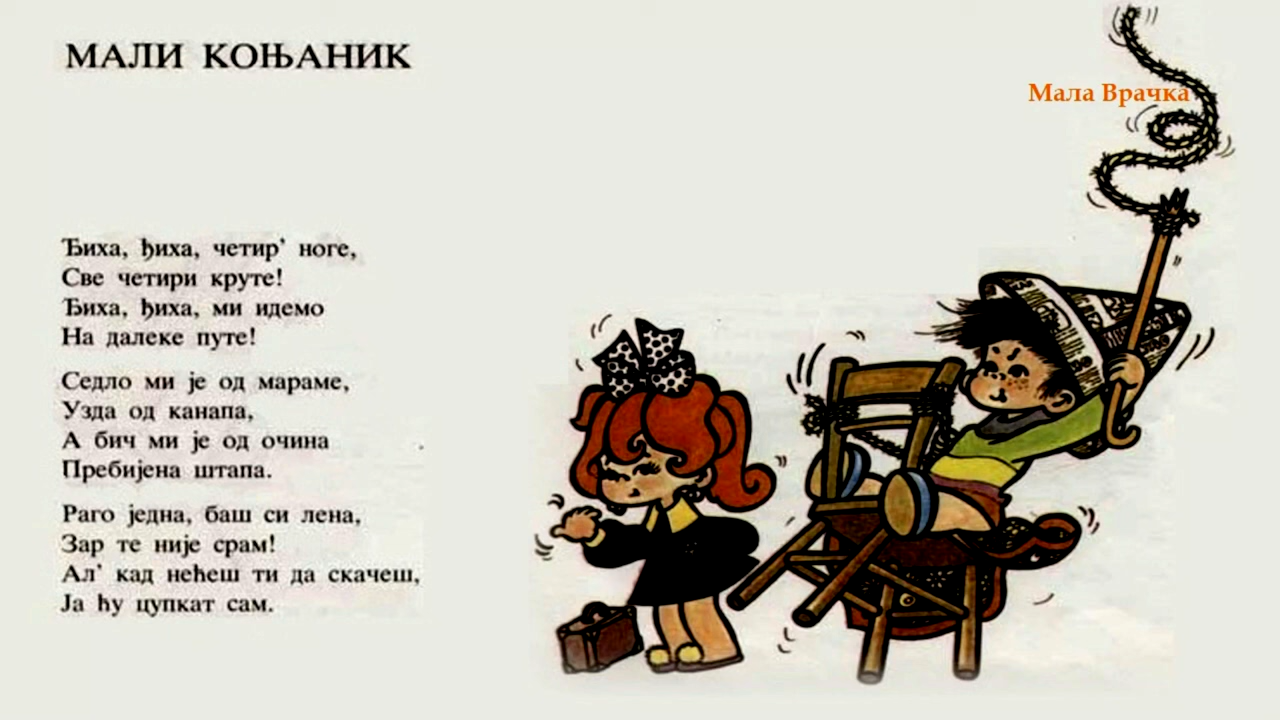 МАЛИ КОЊАНИК
Мала Врачка
Ђиха, ђиха, четир’ ноге,
Све четири круте!
Ђиха, ђиха, ми идемо
На далеке путе!
Седло ми је од мараме,
Узда од канапа,
А бич ми је од очина
Пребијена штапа.
Раго једна, баш си лена,
Зар те није срам!
Ал’ кад нећеш ти да скачеш,
Ја ћу цупкат сам.